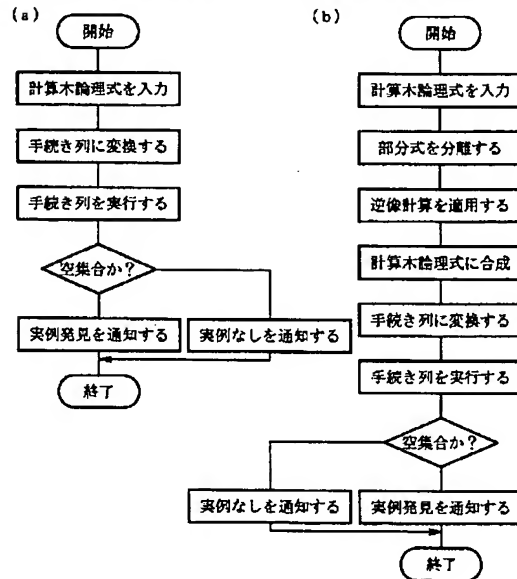 (a)
開始
計算木論理式を入力
手続き列に変換する
手続き列を実行する
空集合か?
実例発見を通知する
実例なしを通知する
終了
(b)
開始
計算木論理式を入力
部分式を分離する
逆像計算を適用する
計算木論理式に合成
手続き列に変換する
手続き列を実行する
空集合か?
実例なしを通知する
実例発見を通知する
終了